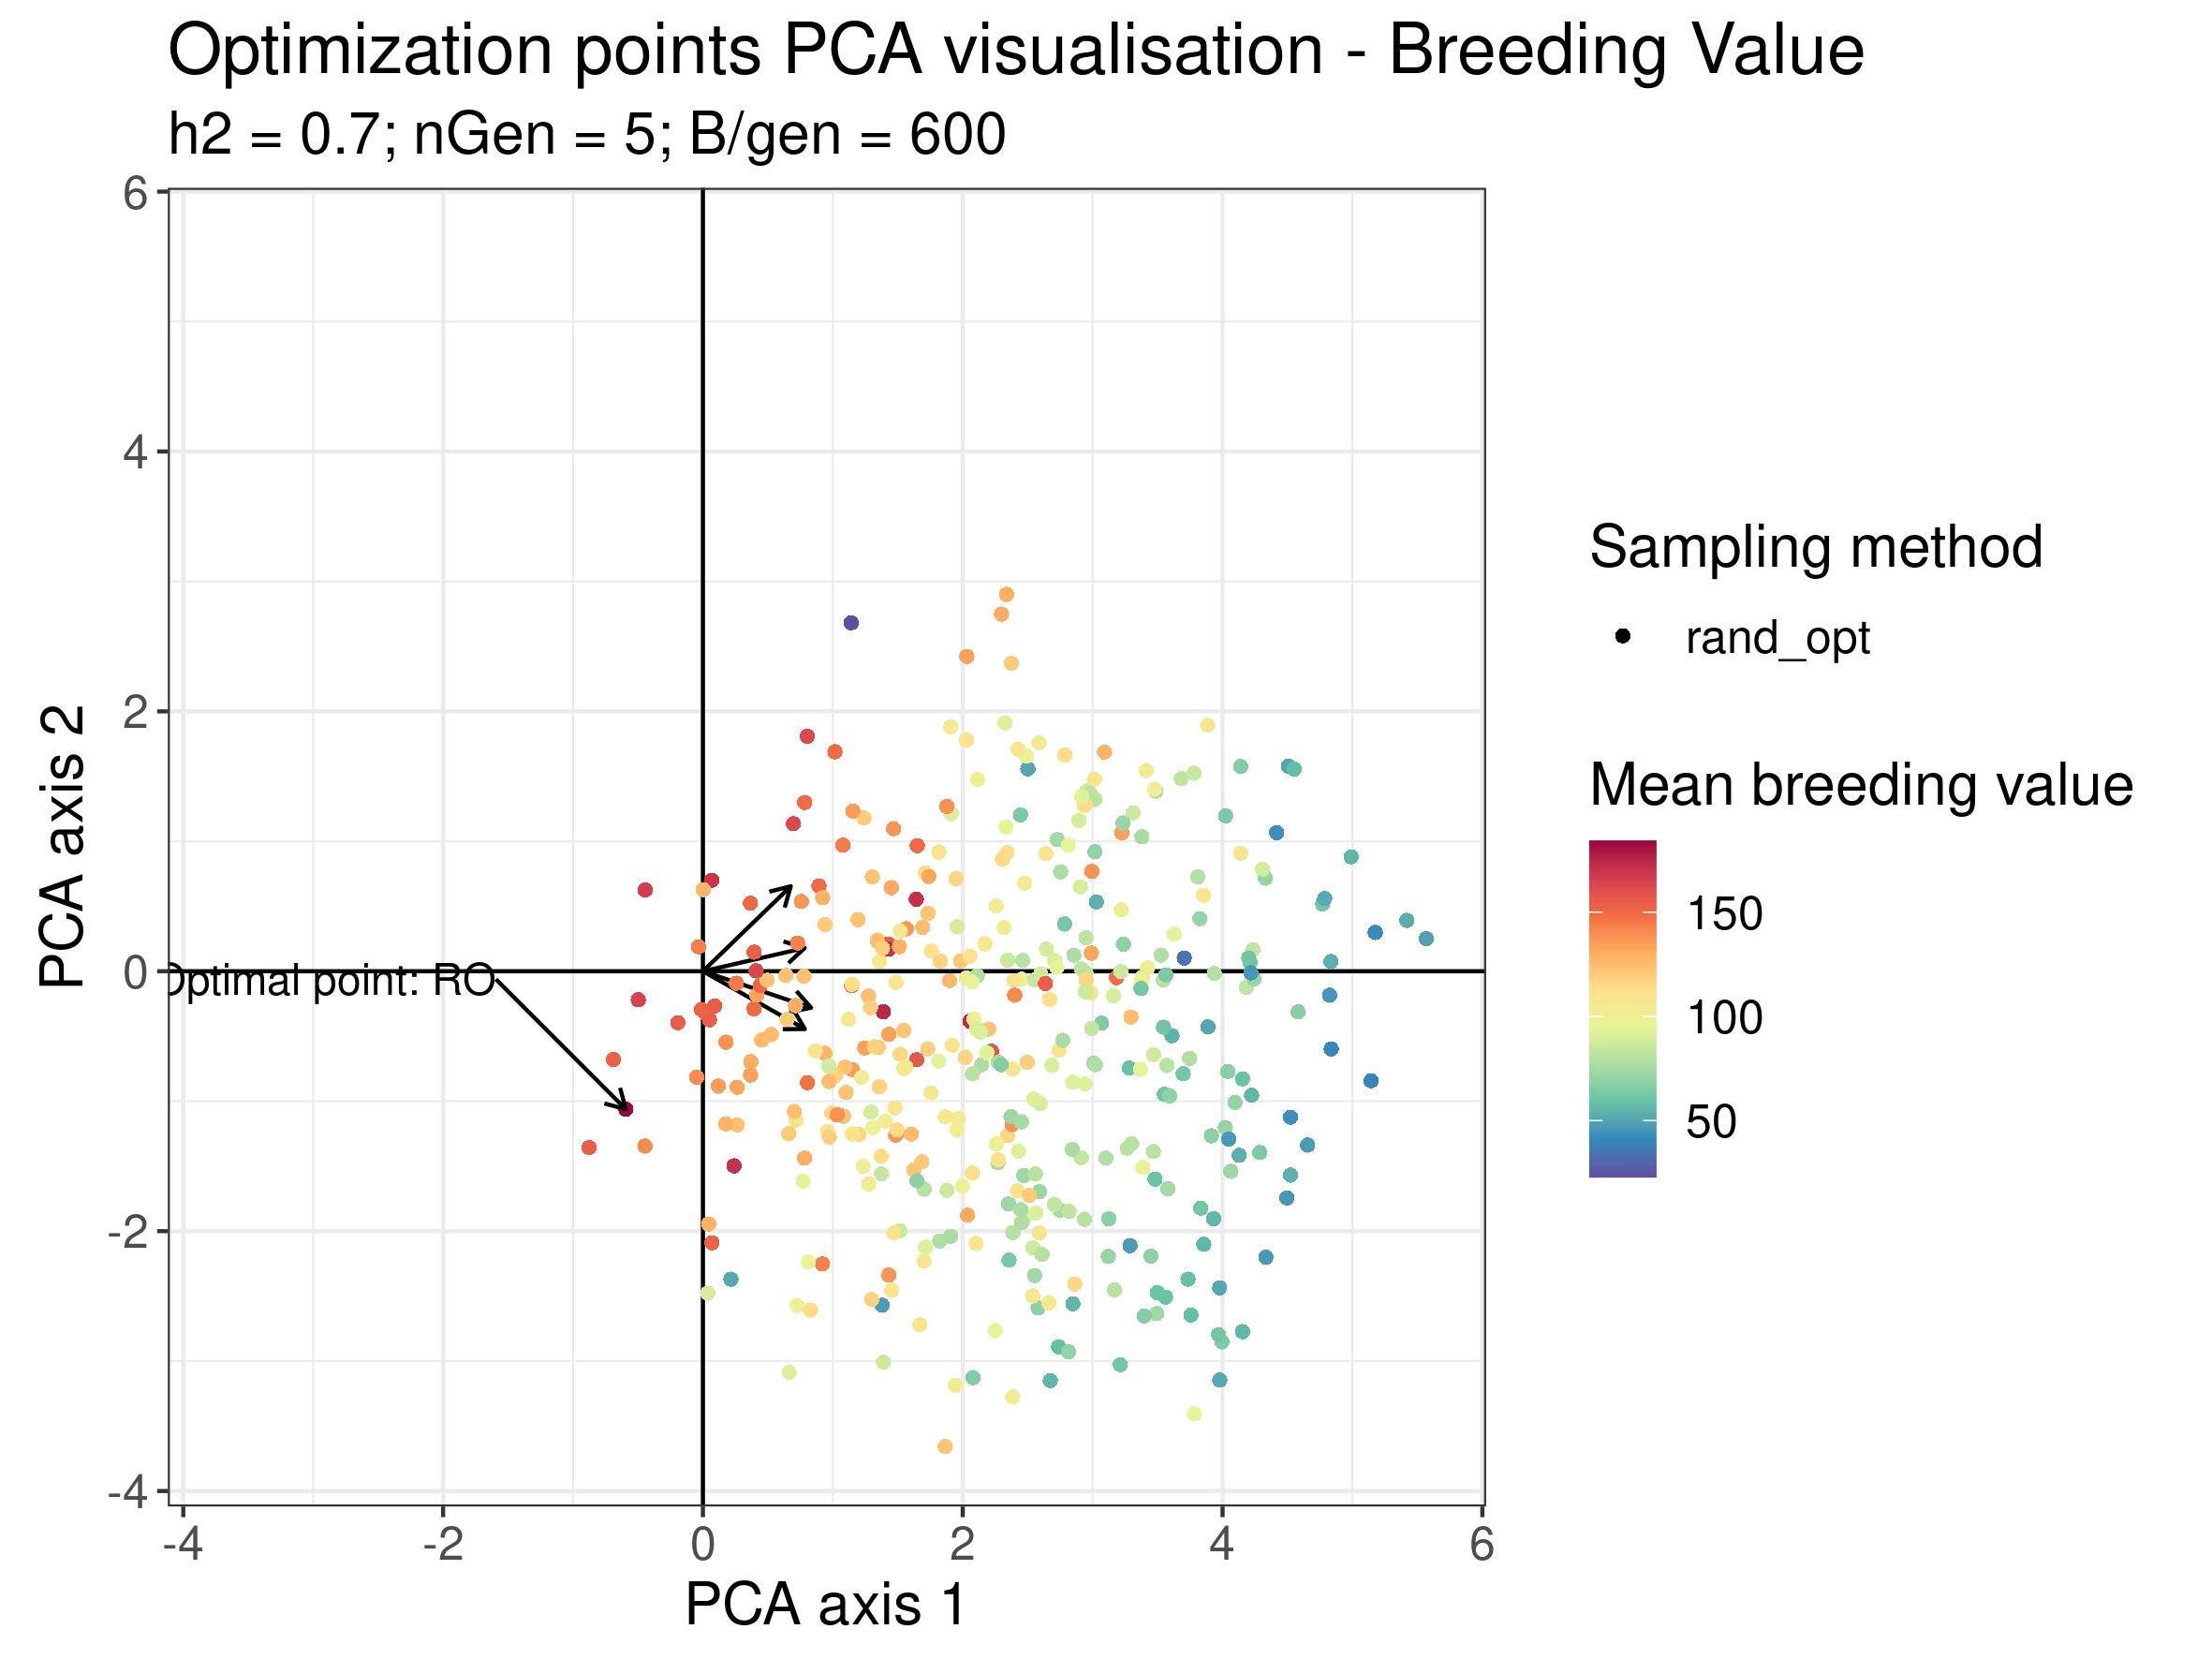 Optimization points PCA visualisation - Breeding Value
h2 = 0.7; nGen = 5; B/gen = 600
6
4
2
0
-2
-4
PCA axis 2
Optimal point: RO
-4
-2
0
2
4
6
PCA axis 1
Sampling method
rand_opt
Mean breeding value
150
100
50